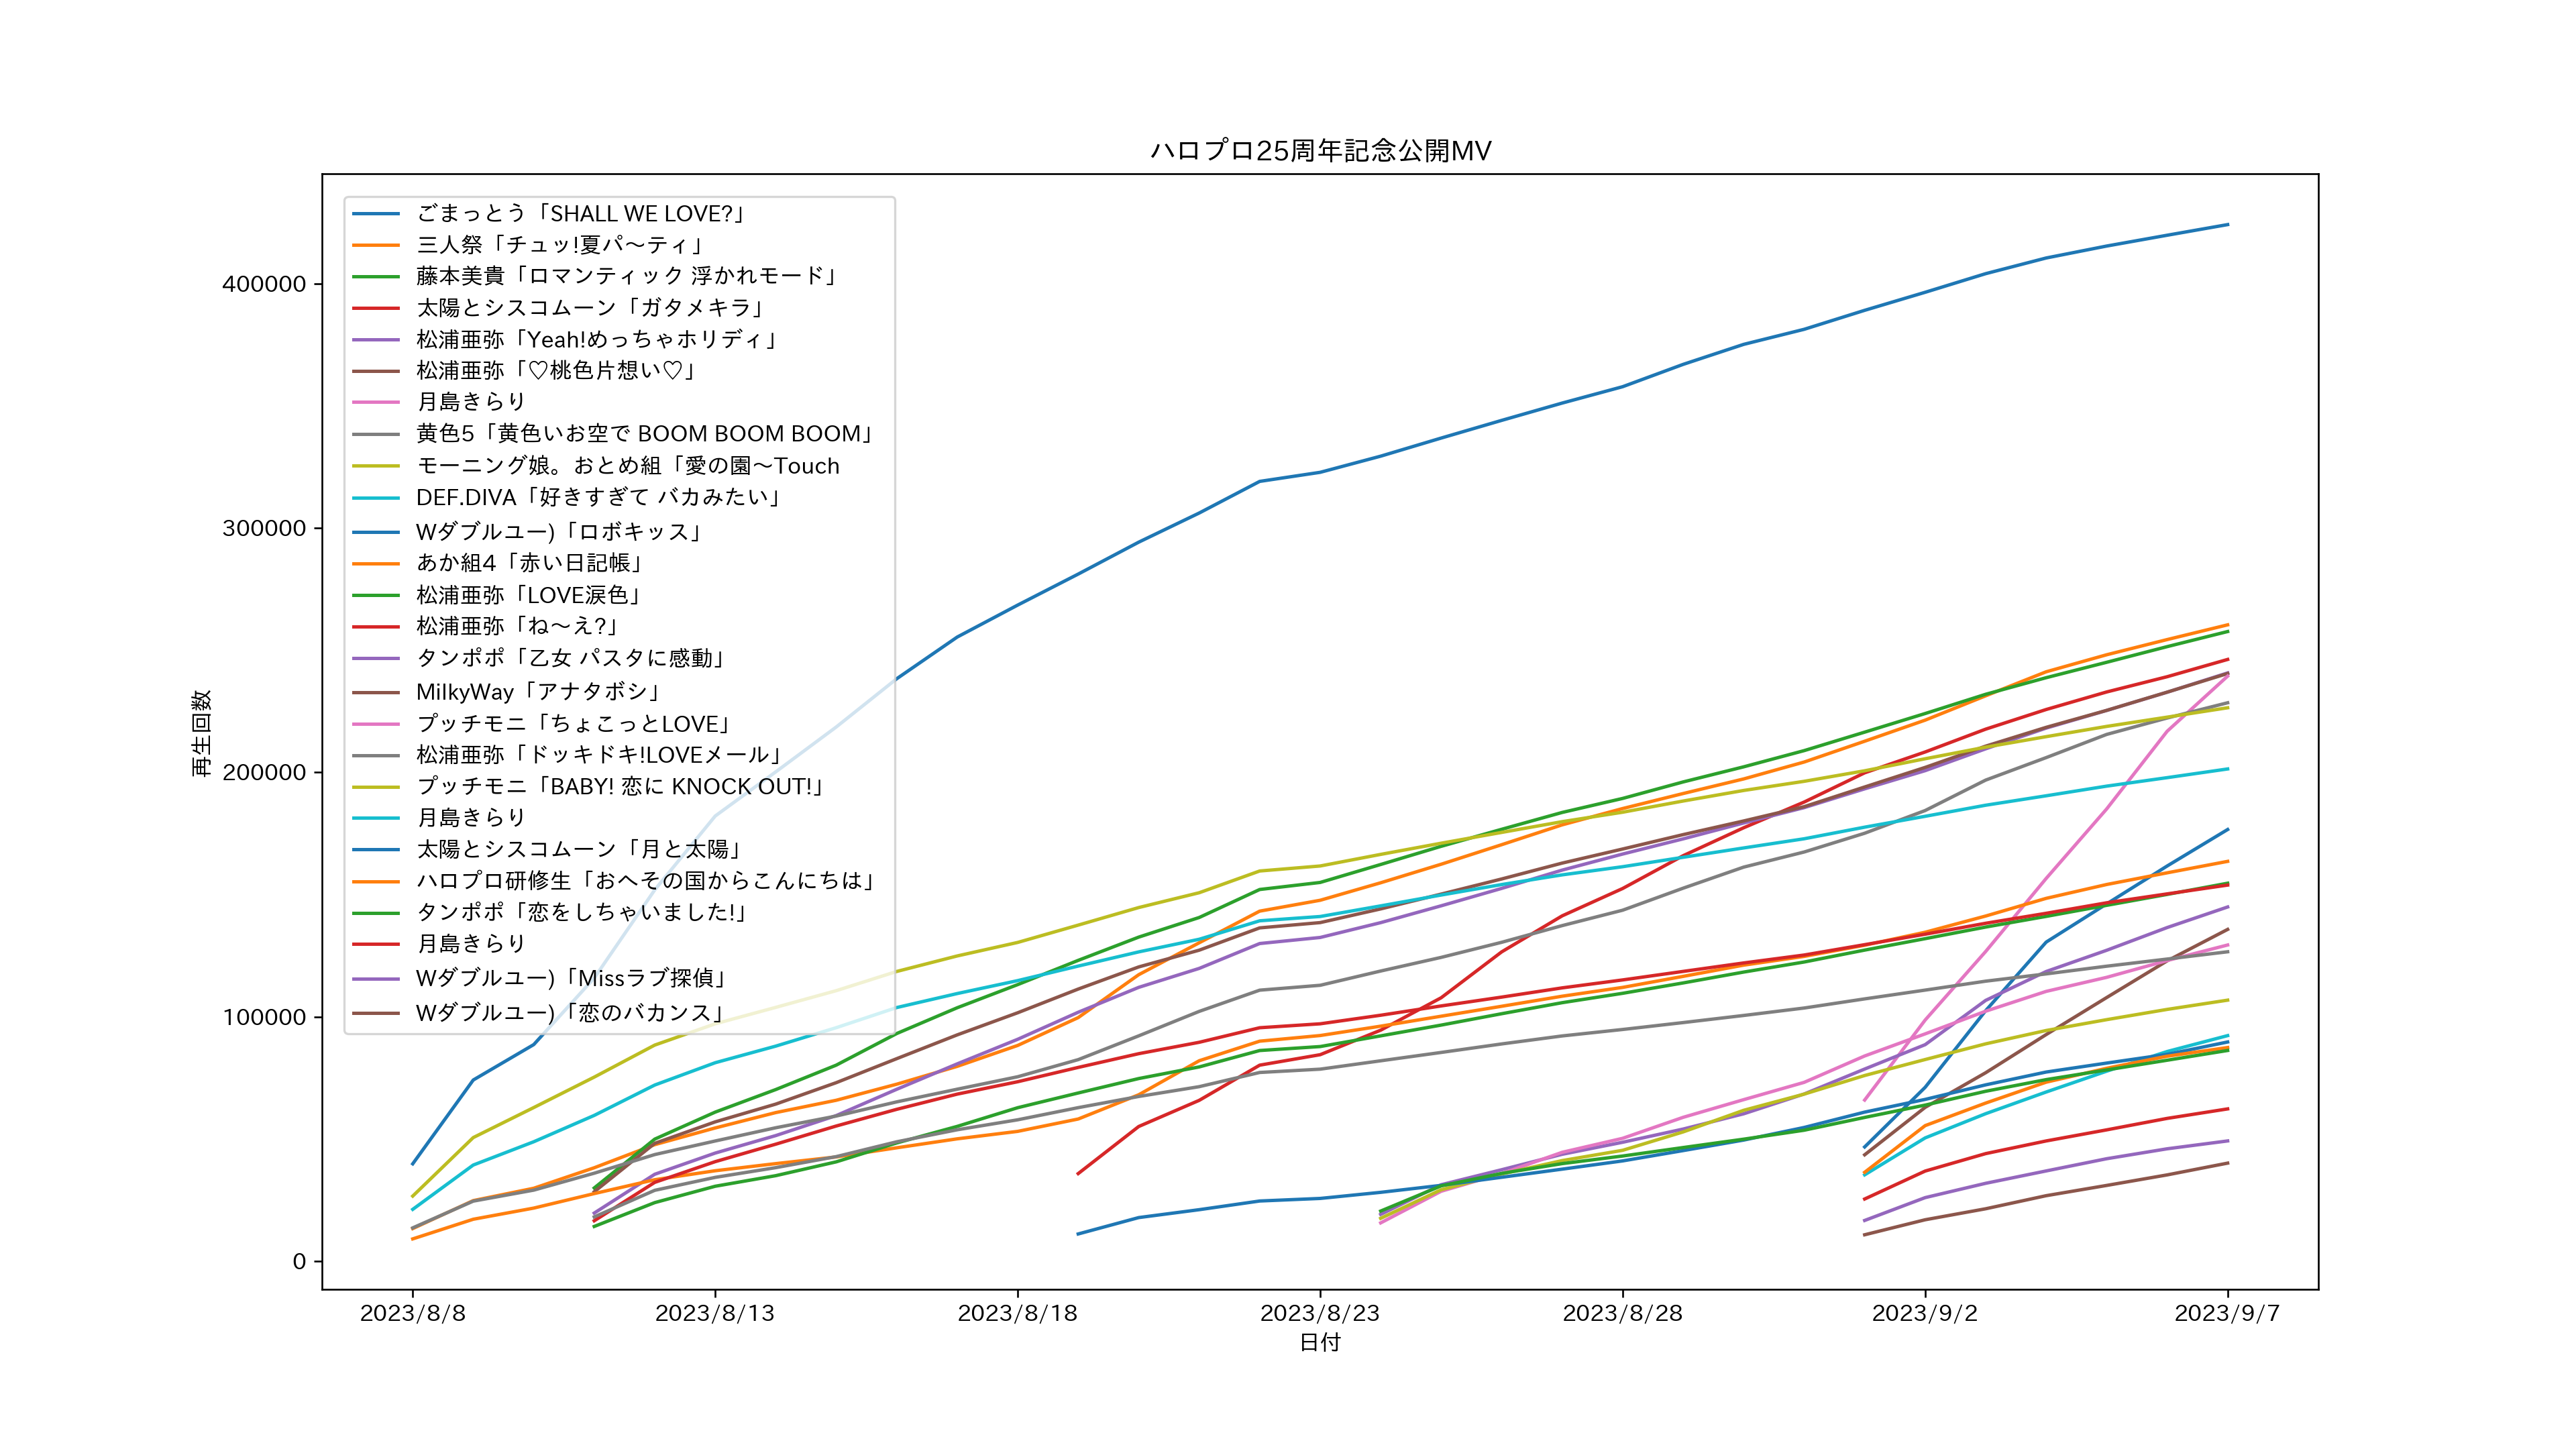 ハロプロ25周年記念公開MV
ごまっとう「SHALL WE LOVE?」
三人祭「チュッ!夏パ〜ティ」
藤本美貴「ロマンティック 浮かれモード」
太陽とシスコムーン「ガタメキラ」
松浦亜弥「Yeah!めっちゃホリディ」
松浦亜弥「♡桃色片想い♡」
月島きらり
黄色5「黄色いお空で BOOM BOOM BOOM」
モーニング娘。おとめ組「愛の園〜Touch
DEF.DIVA「好きすぎて バカみたい」
Wダブルユー)「ロボキッス」
あか組4「赤い日記帳」
松浦亜弥「LOVE涙色」
松浦亜弥「ね〜え?」
タンポポ「乙女 パスタに感動」
MilkyWay「アナタボシ」
プッチモニ「ちょこっとLOVE」
松浦亜弥「ドッキドキ!LOVEメール」
プッチモニ「BABY! 恋に KNOCK OUT!」
月島きらり
太陽とシスコムーン「月と太陽」
ハロプロ研修生「おへその国からこんにちは」
タンポポ「恋をしちゃいました!」
月島きらり
Wダブルユー)「Missラブ探偵」
Wダブルユー)「恋のバカンス」
再生回数
400000
300000
200000
100000
0
2023/8/8
2023/8/13
2023/8/18
2023/8/23
2023/8/28
2023/9/2
2023/9/7
日付